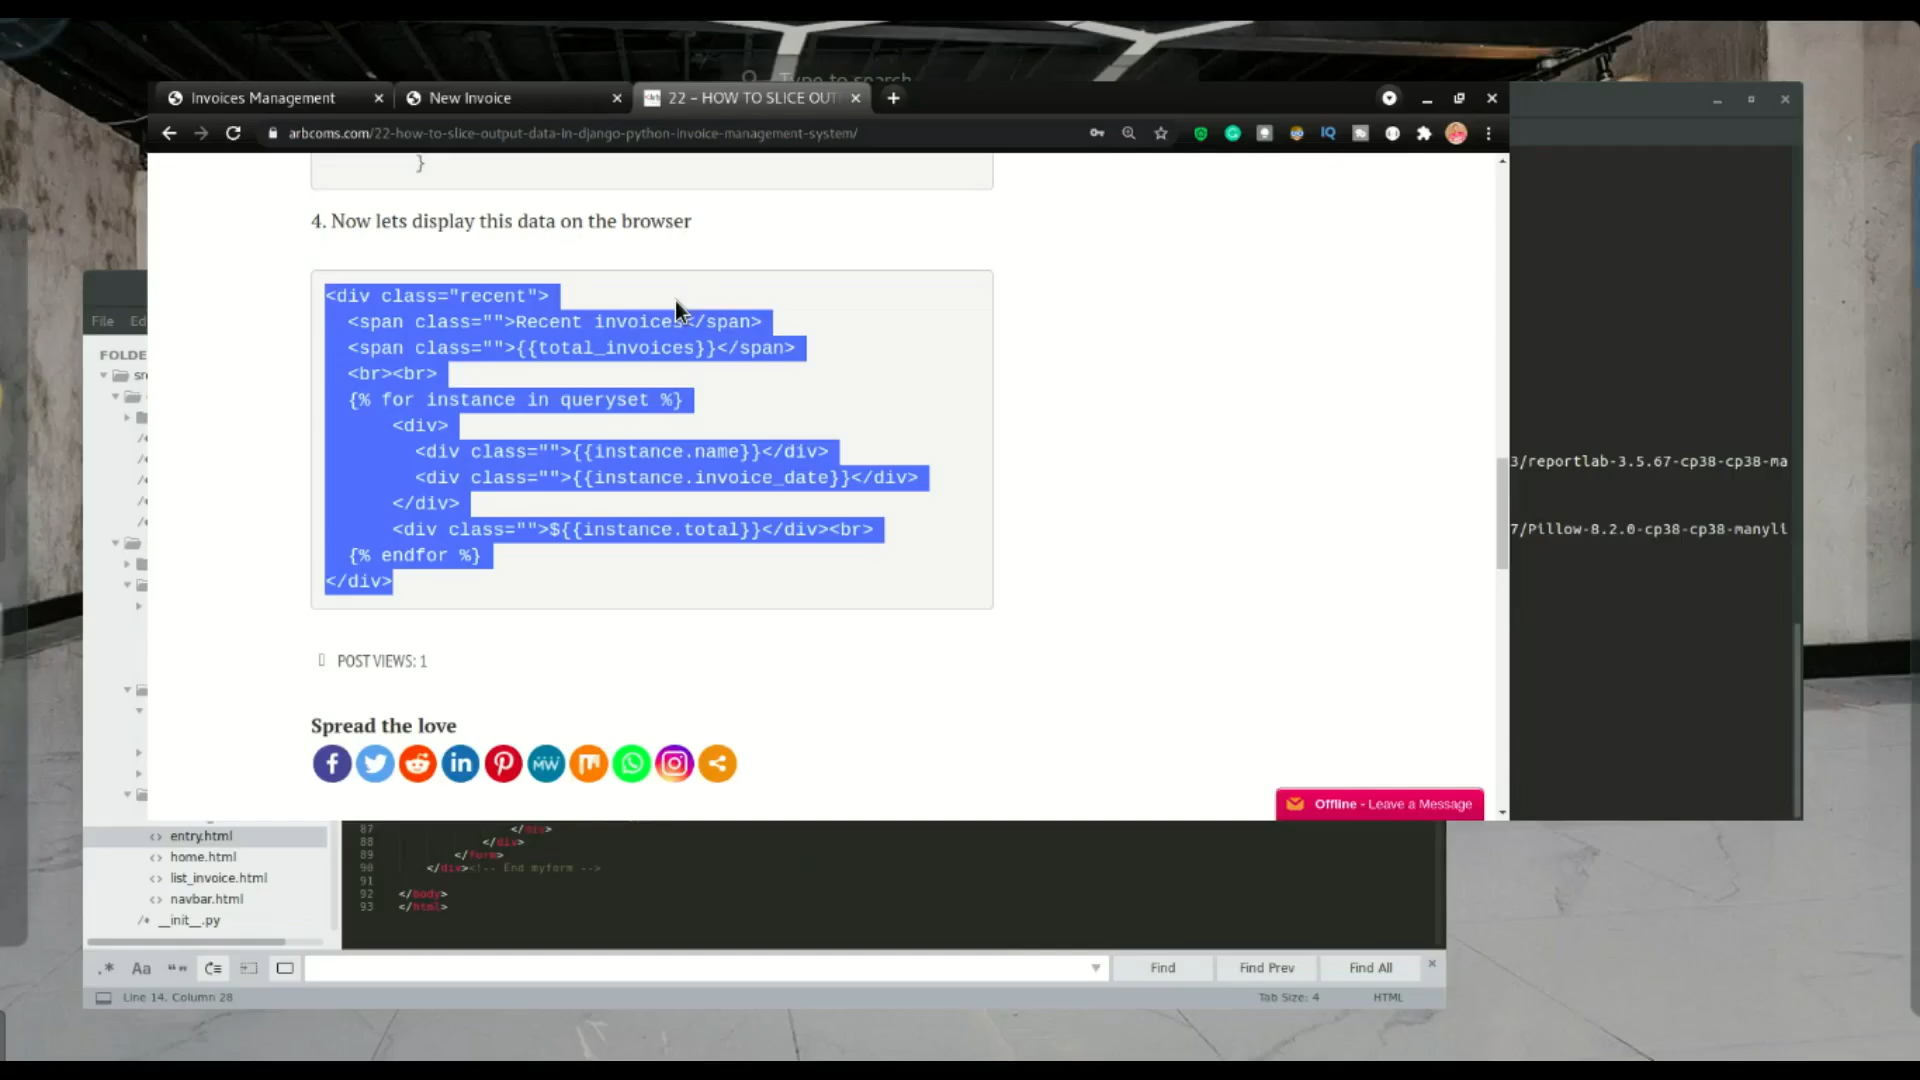 Type to search
Invoices Management
New Invoice
22 – HOW TO SLICE OUT
arbcoms.com/22-how-to-slice-output-data-in-django-python-invoice-management-system/
IQ
}
4. Now lets display this data on the browser
<div class="recent">
<span class="">Recent invoices</span>
<span class="">{{total_invoices}}</span>
<br><br>
{% for instance in queryset %}
<div>
<div class="">{{instance.name}}</div>
<div class="">{{instance.invoice_date}}</div>
</div>
<div class="">${{instance.total}}</div><br>
{% endfor %}
</div>
POST VIEWS: 1
Spread the love
MW
Offline - Leave a Message
File Ed
FOLDE
3/reportlab-3.5.67-cp38-cp38-ma
7/Pillow-8.2.0-cp38-cp38-manyli
entry.html
home.html
list_invoice.html
navbar.html
__init__.py
87 </div>
88 </div>
89 </form>
90 </div><!-- End myform -->
91
92 </body>
93 </html>
.* Aa “”
Find
Find Prev
Find All
Line 14, Column 28
Tab Size: 4
HTML